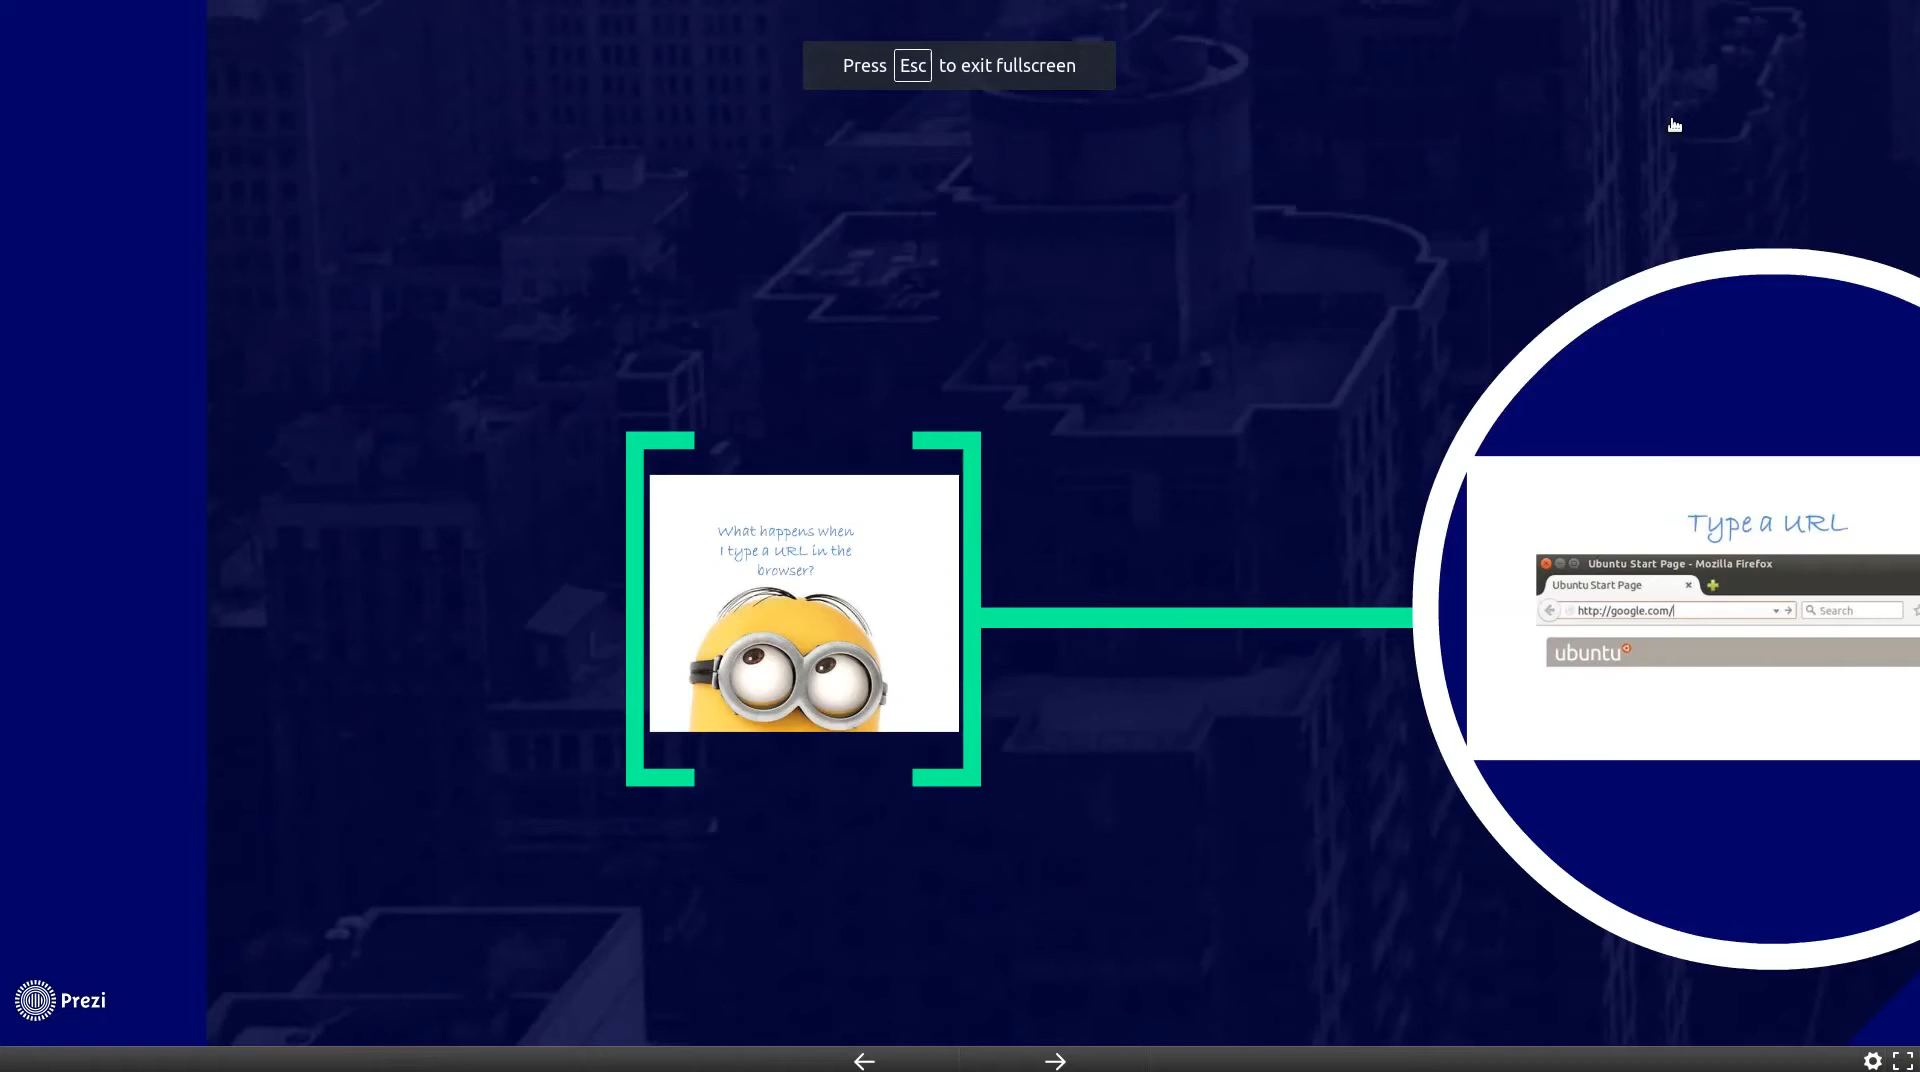 Press Esc to exit fullscreen
What happens when
I type a URL in the
browser?
Type a URL
Ubuntu Start Page - Mozilla Firefox
Ubuntu Start Page
http://google.com/
Search
ubuntu
Prezi